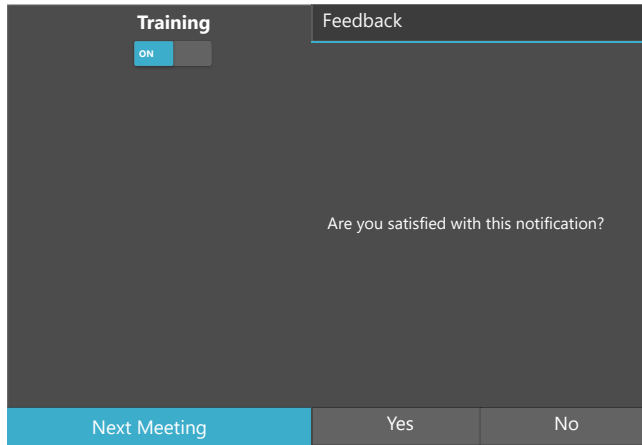 Training
ON
Next Meeting
Feedback
Are you satisfied with this notification?
Yes
No